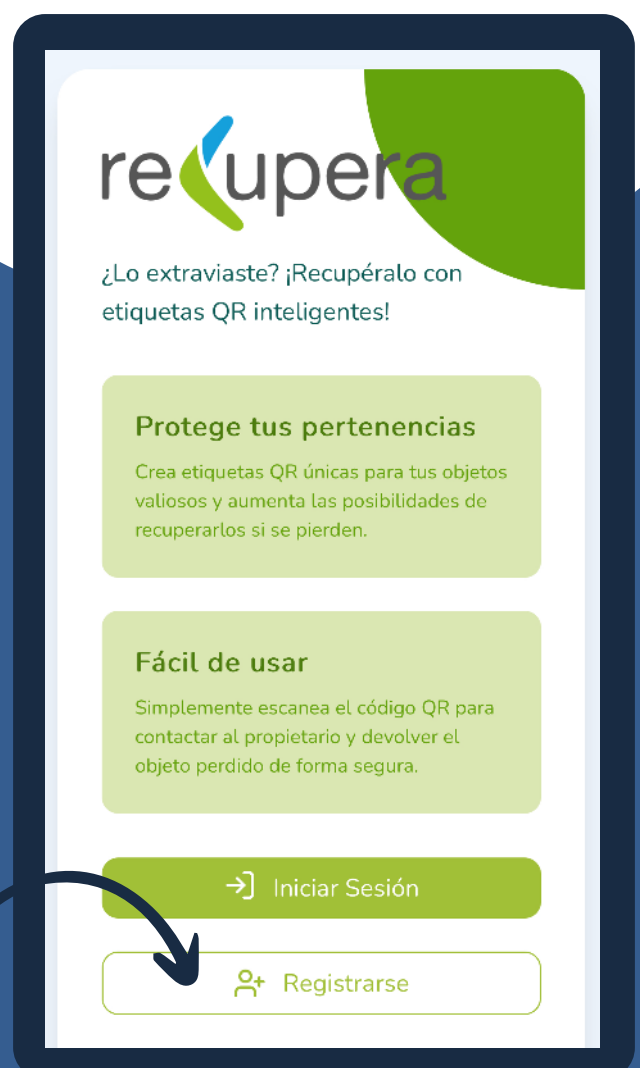 recupera
¿Lo extraviaste? ¡Recupéralo con
etiquetas QR inteligentes!
Protege tus pertenencias
Crea etiquetas QR únicas para tus objetos
valiosos y aumenta las posibilidades de
recuperarlos si se pierden.
Fácil de usar
Simplemente escanea el código QR para
contactar al propietario y devolver el
objeto perdido de forma segura.
Iniciar Sesión
Registrarse